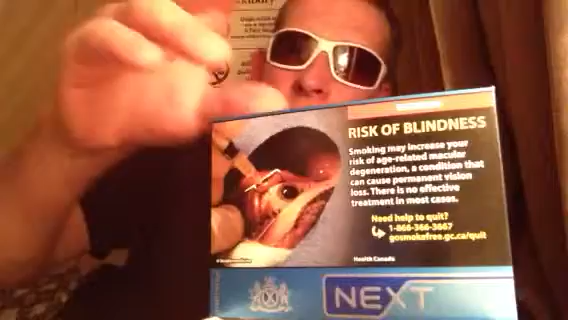 RISK OF BLINDNESS
Smoking may increase your
risk of age-related macular
degeneration, a condition that
can cause permanent vision
loss. There is no effective
treatment in most cases.
Need help to quit?
1-866-366-3667
gosmokefree.gc.ca/quit
Health Canada
NEXT